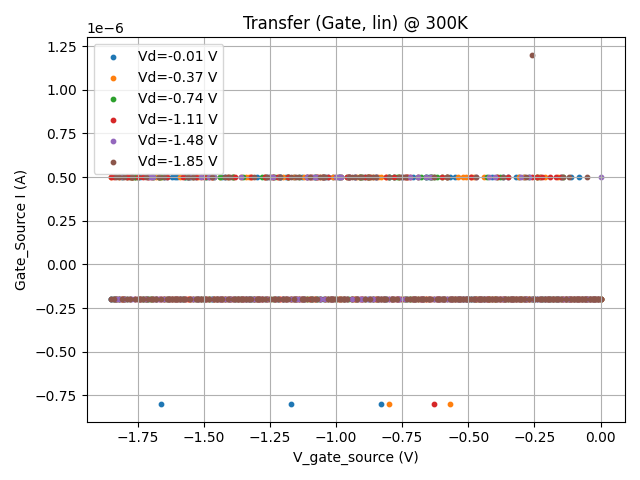 Transfer (Gate, lin) @ 300K
1e−6
Vd=-0.01 V
Vd=-0.37 V
Vd=-0.74 V
Vd=-1.11 V
Vd=-1.48 V
Vd=-1.85 V
1.25
1.00
0.75
0.50
0.25
0.00
−0.25
−0.50
−0.75
Gate_Source I (A)
−1.75 −1.50 −1.25 −1.00 −0.75 −0.50 −0.25 0.00
V_gate_source (V)